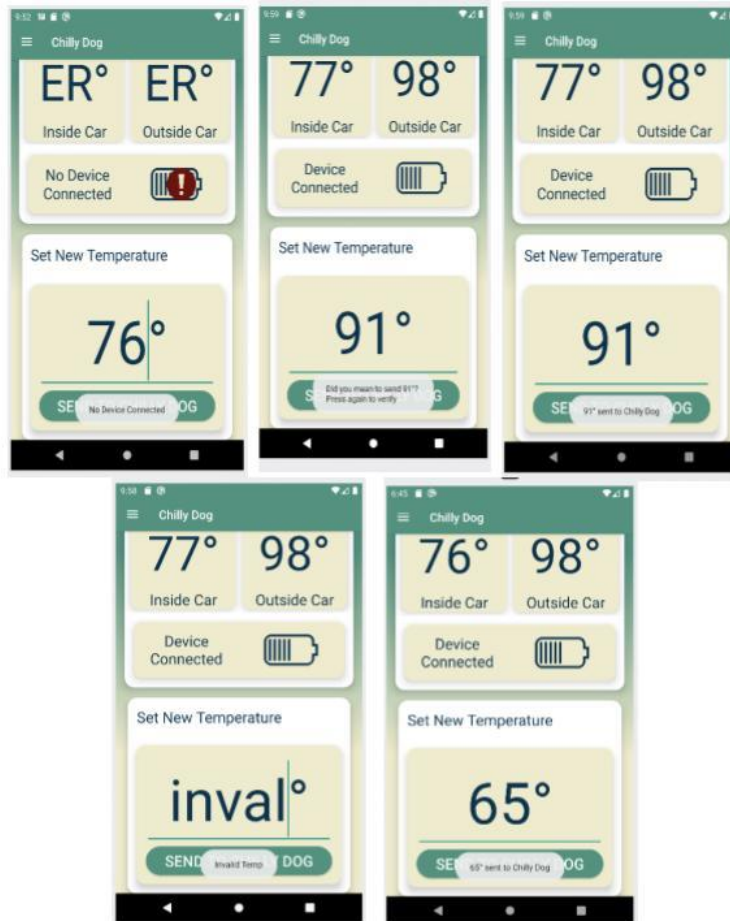 9:52
Chilly Dog
ER° ER°
Inside Car Outside Car
No Device
Connected
!
Set New Temperature
76°
No Device Connected
9:59
Chilly Dog
77° 98°
Inside Car Outside Car
Device
Connected
Set New Temperature
91°
Did you mean to send 91°?
Press again to verify
9:59
Chilly Dog
77° 98°
Inside Car Outside Car
Device
Connected
Set New Temperature
91°
SE 91° sent to Chilly Dog OG
9:58
Chilly Dog
77° 98°
Inside Car Outside Car
Device
Connected
Set New Temperature
inval°
SEND Invalid Temp DOG
6:45
Chilly Dog
76° 98°
Inside Car Outside Car
Device
Connected
Set New Temperature
65°
SE 65° sent to Chilly Dog OG